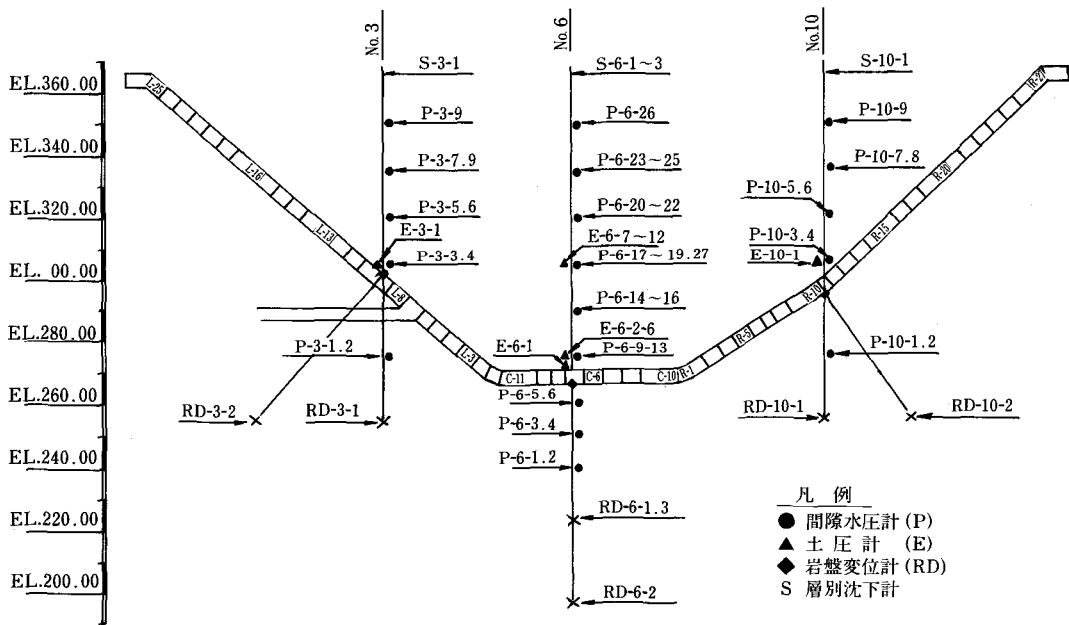 No. 3
No.6
No.10
S-3-1
S-6-1～3
S-10-1
EL.360.00
L-25
R-27
P-3-9
P-6-26
P-10-9
EL.340.00
P-3-7.9
P-6-23～25
P-10-7.8
L-16
R-20
EL.320.00
P-3-5.6
P-6-20～22
P-10-5.6
L-13
R-15
E-3-1
E-6-7～12
P-10-3.4
EL. 00.00
P-3-3.4
P-6-17～19.27
E-10-1
L-8
R-10
P-6-14～16
EL.280.00
E-6-2-6
R-5
P-3-1.2
E-6-1
P-6-9-13
P-10-1.2
L-3
C-11
C-6
C-10
R-1
EL.260.00
P-6-5.6
RD-3-2
RD-3-1
RD-10-1
RD-10-2
P-6-3.4
EL.240.00
P-6-1.2
EL.220.00
RD-6-1.3
EL.200.00
RD-6-2
凡 例
● 間隙水圧計 (P)
▲ 土 圧 計 (E)
◆ 岩盤変位計 (RD)
S 層別沈下計